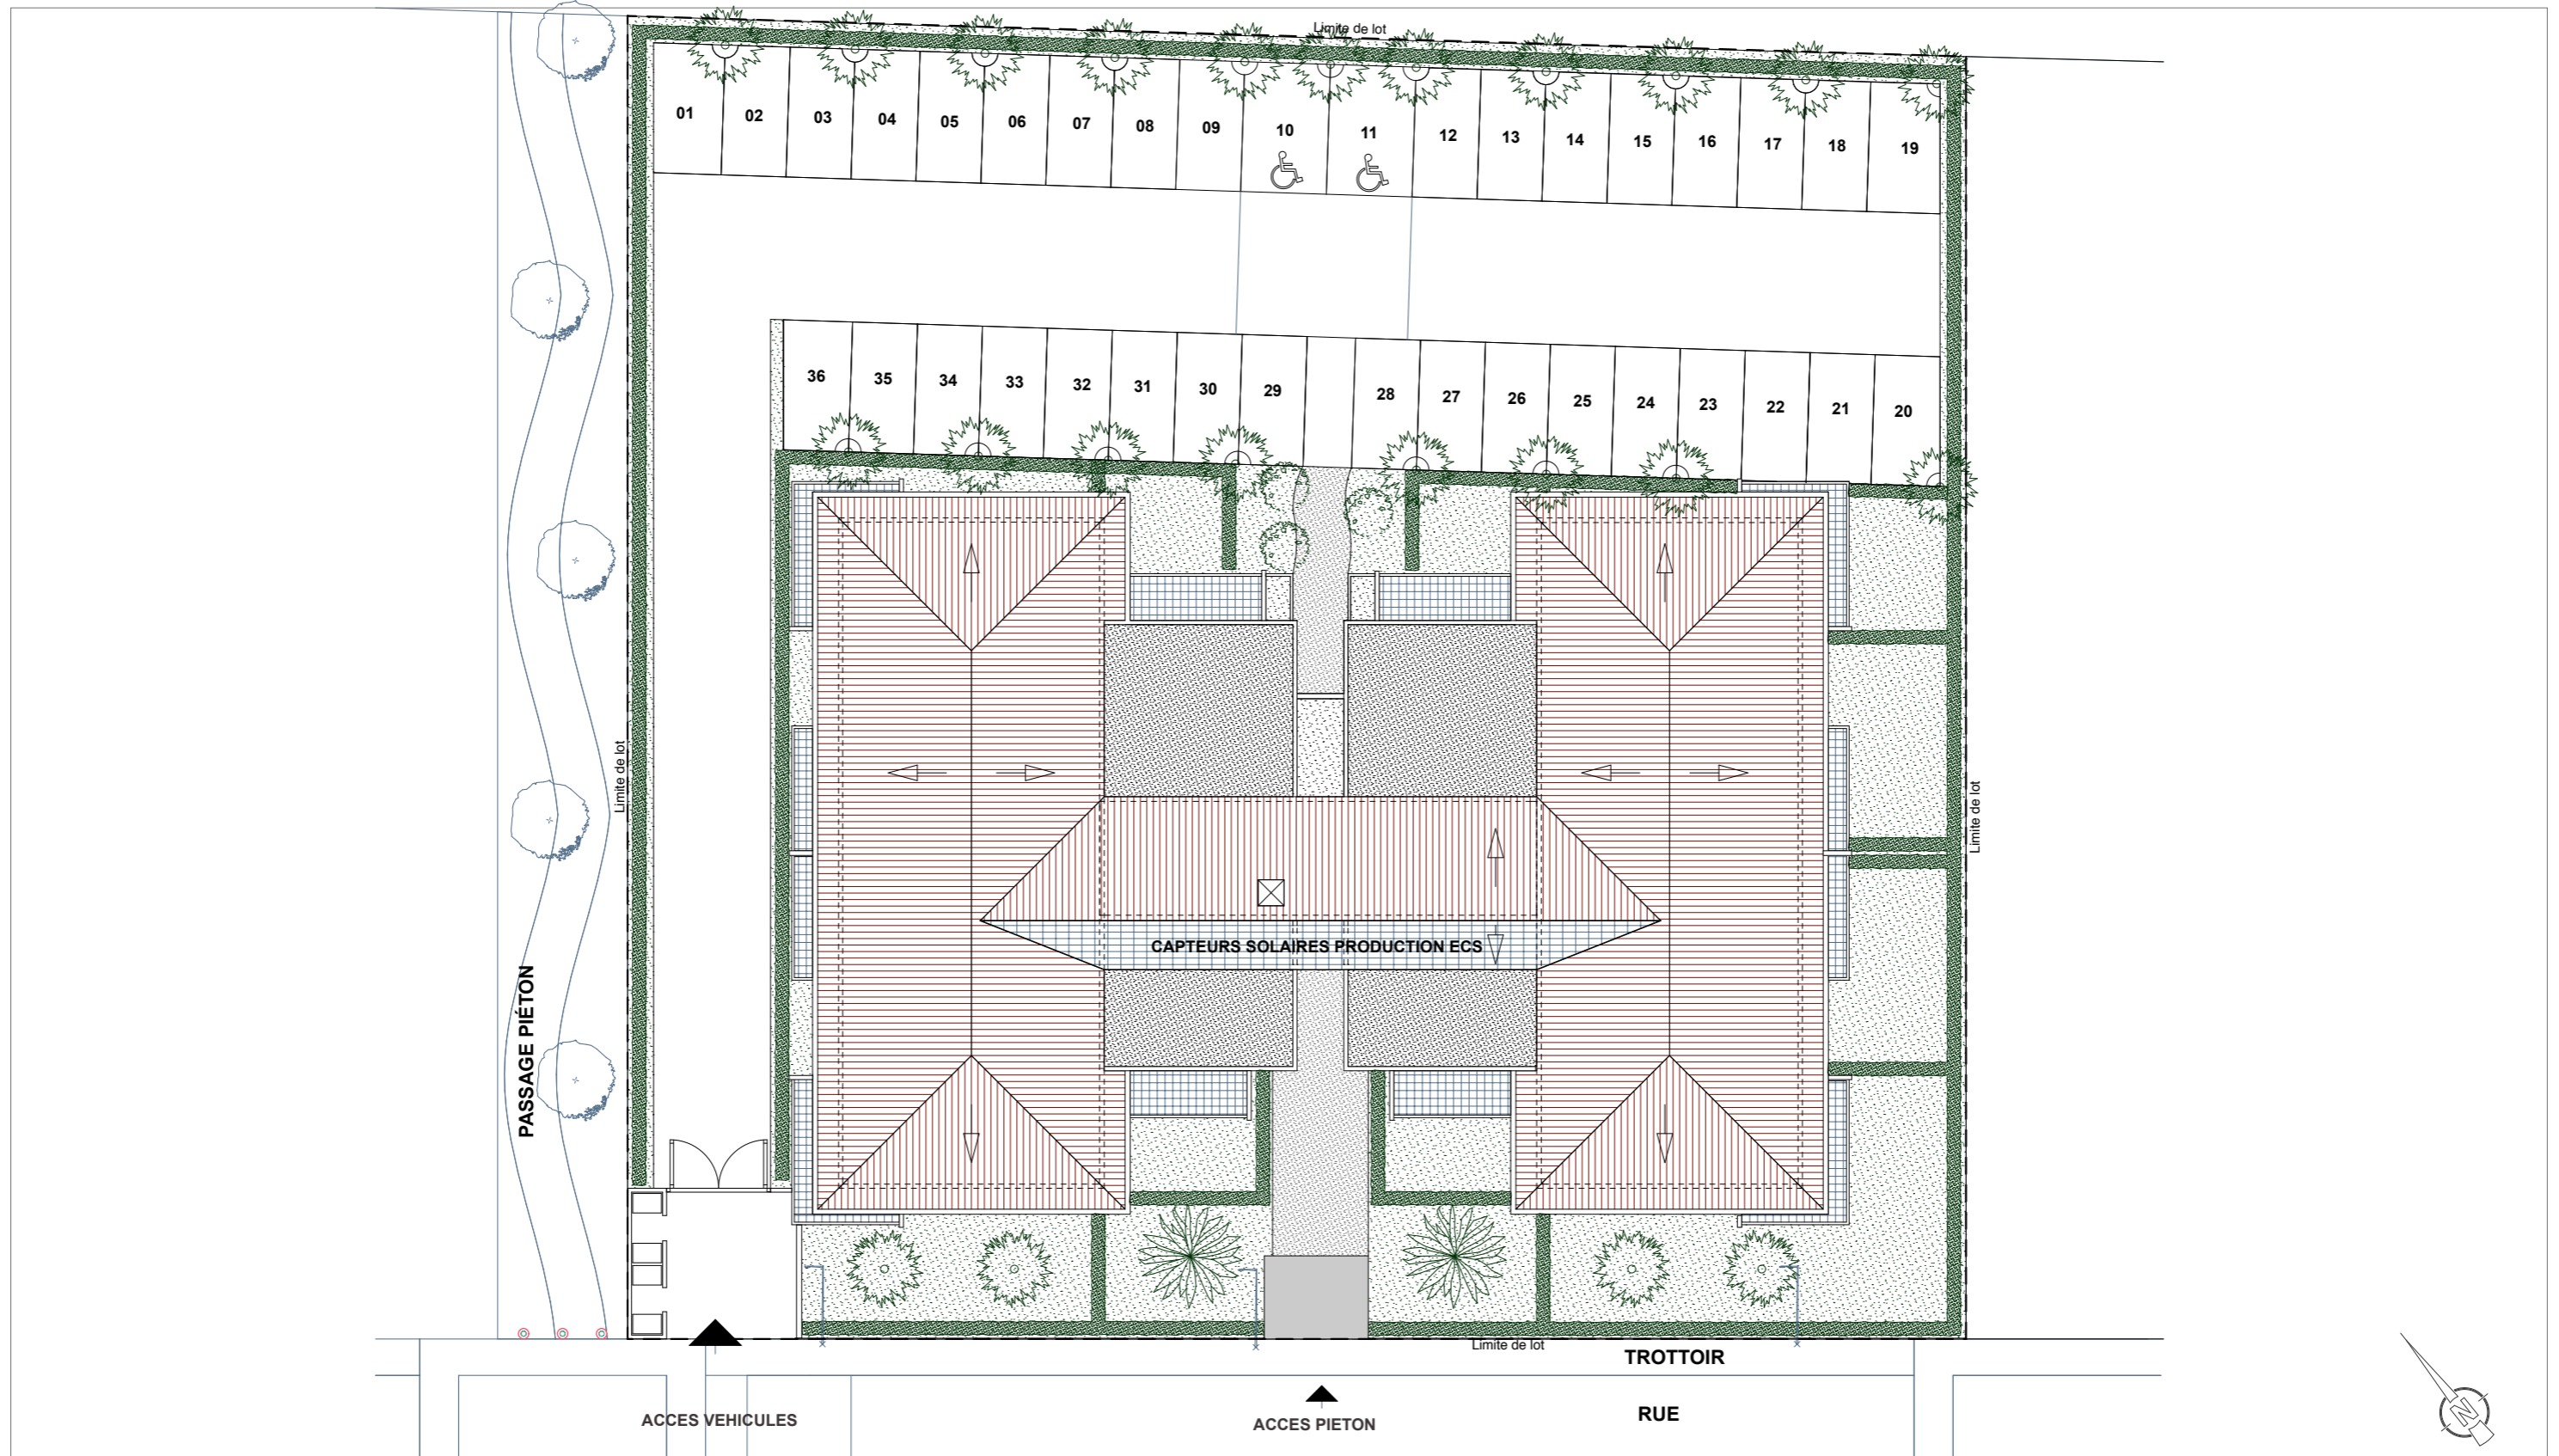 Limite de lot
01 02 03 04 05 06 07 08 09 10 11 12 13 14 15 16 17 18 19
36 35 34 33 32 31 30 29 28 27 26 25 24 23 22 21 20
Limite de lot
Limite de lot
CAPTEURS SOLAIRES PRODUCTION ECS
PASSAGE PIÉTON
Limite de lot
TROTTOIR
ACCES VEHICULES
ACCES PIETON
RUE
N